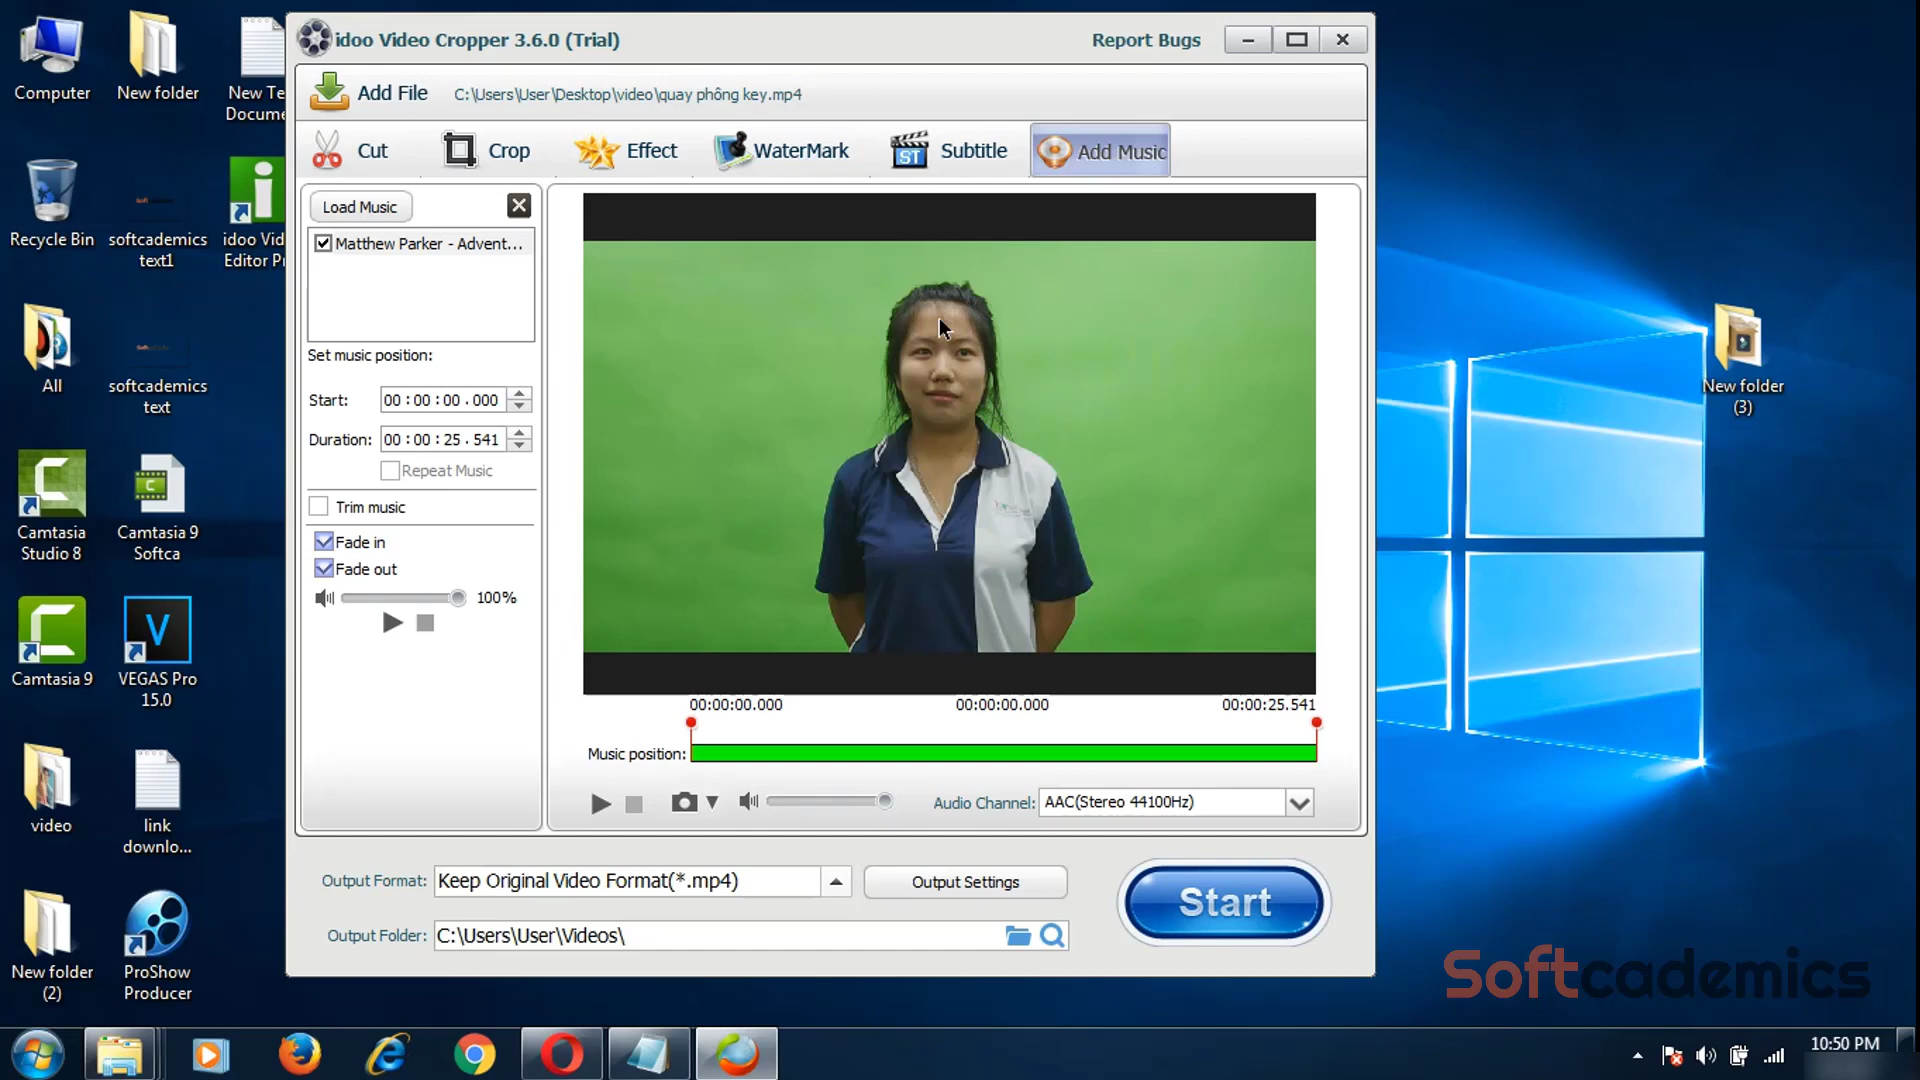 Computer
New folder
New Te
Docume
Recycle Bin
softcademics
text1
idoo Vid
Editor Pr
All
softcademics
text
Camtasia
Studio 8
Camtasia 9
Softca
Camtasia 9
VEGAS Pro
15.0
video
link
downlo...
New folder
(2)
ProShow
Producer
idoo Video Cropper 3.6.0 (Trial)
Report Bugs
Add File
C:\Users\User\Desktop\video\quay phông key.mp4
Cut
Crop
Effect
WaterMark
ST
Subtitle
Add Music
Load Music
Matthew Parker - Advent...
Set music position:
Start: 00 : 00 : 00 . 000
Duration: 00 : 00 : 25 . 541
Repeat Music
Trim music
Fade in
Fade out
100%
00:00:00.000
00:00:00.000
00:00:25.541
Music position:
Audio Channel: AAC(Stereo 44100Hz)
Output Format: Keep Original Video Format(*.mp4)
Output Settings
Start
Output Folder: C:\Users\User\Videos\
New folder
(3)
Softcademics
10:50 PM